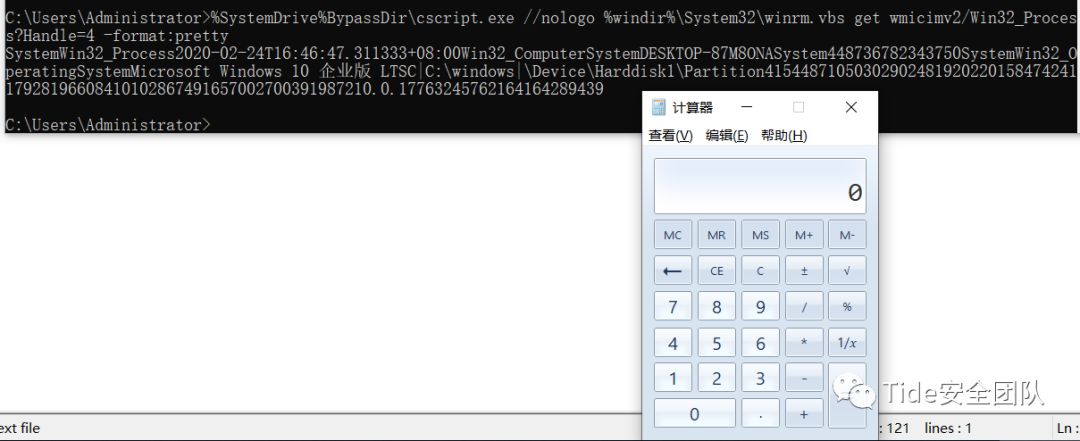 C:\Users\Administrator>%SystemDrive%BypassDir\cscript.exe //nologo %windir%\System32\winrm.vbs get wmicimv2/Win32_Proces
s?Handle=4 -format:pretty
SystemWin32_Process2020-02-24T16:46:47.311333+08:00Win32_ComputerSystemDESKTOP-87M8ONASystem448736782343750SystemWin32_O
peratingSystemMicrosoft Windows 10 企业版 LTSC|C:\windows|\Device\Harddisk1\Partition41544871050302902481920220158474241
17928196608410102867491657002700391987210.0.17763245762164164289439
C:\Users\Administrator>
计算器
查看(V) 编辑(E) 帮助(H)
0
MC MR MS M+ M-
← CE C ± √
7 8 9 / %
4 5 6 * 1/x
1 2 3 -
0 . +
Tide安全团队
ext file : 121 lines : 1 Ln :